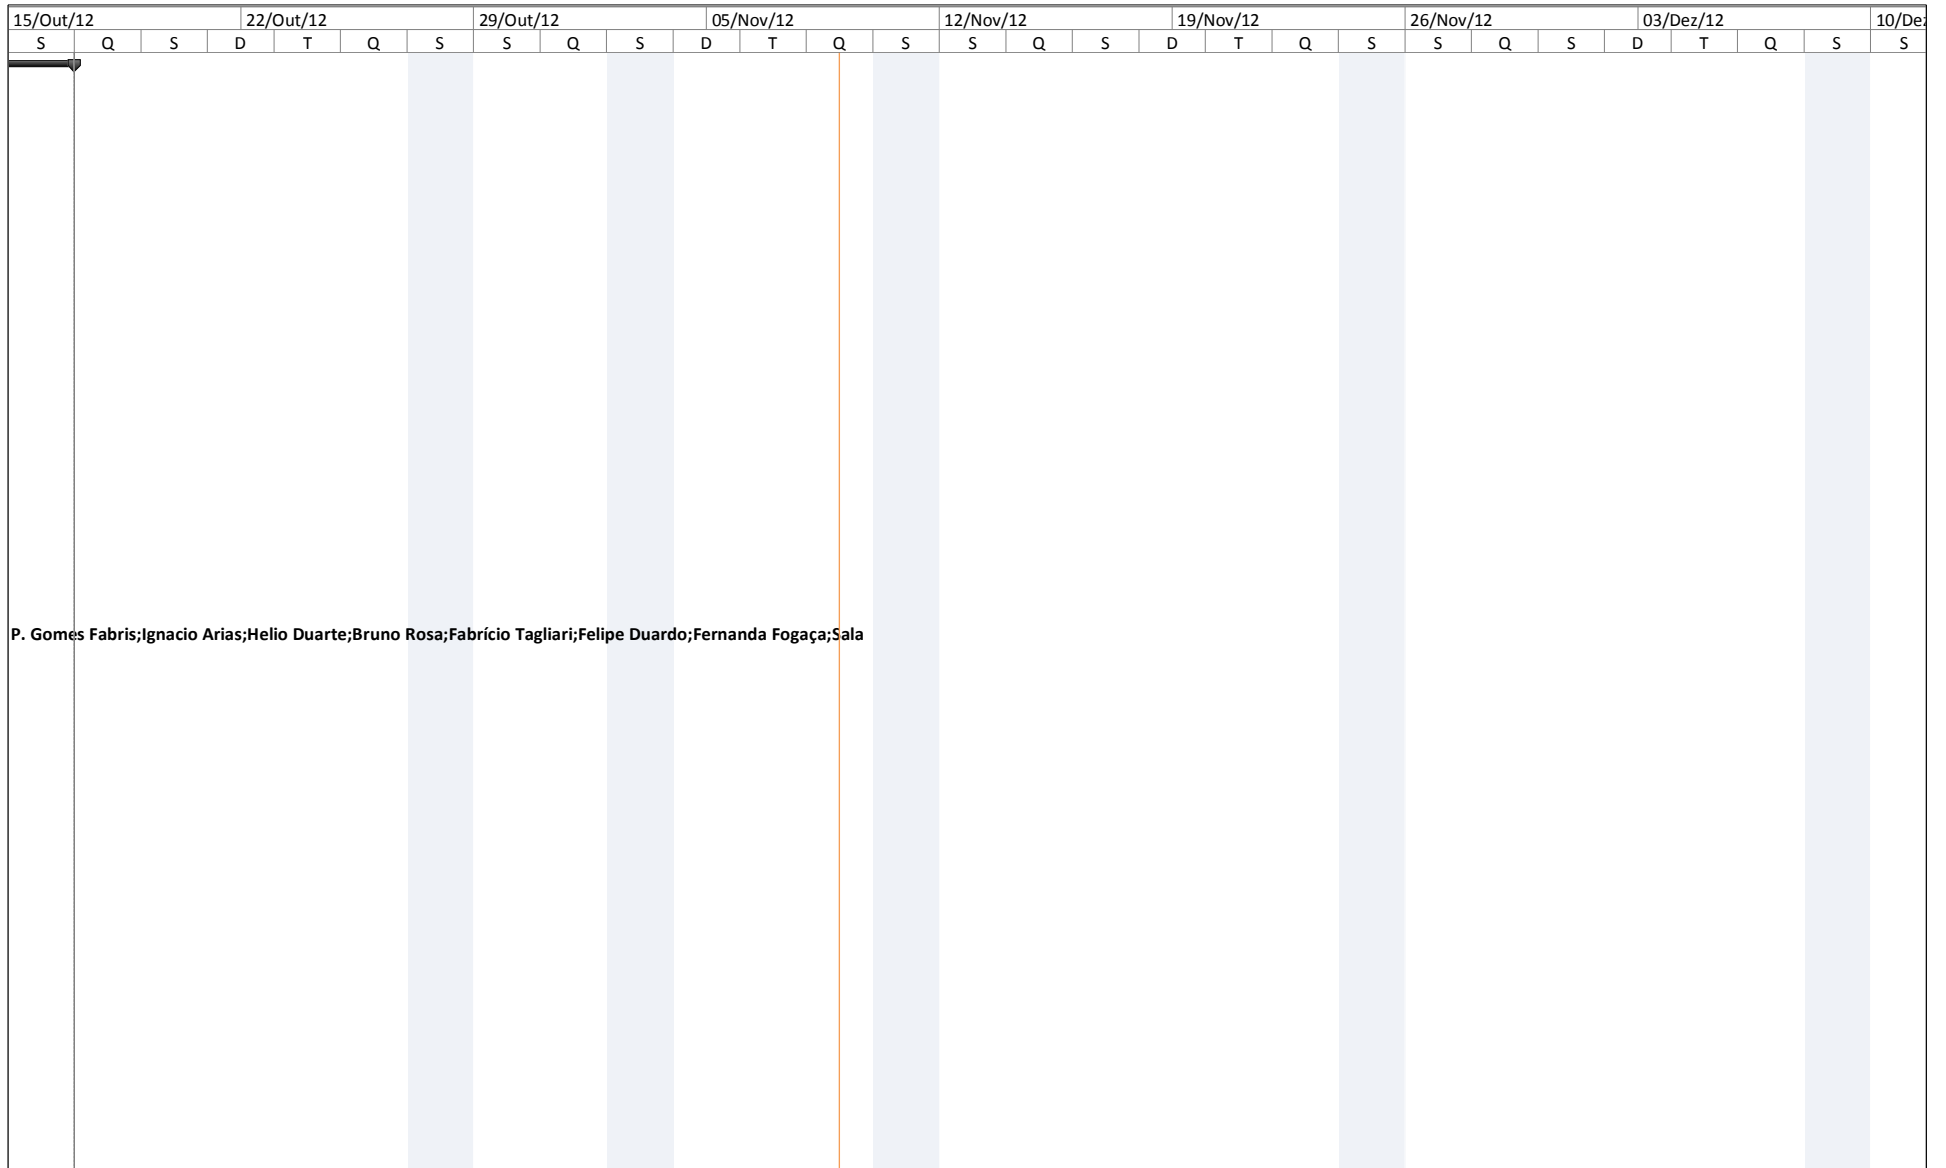 15/Out/12 22/Out/12 29/Out/12 05/Nov/12 12/Nov/12 19/Nov/12 26/Nov/12 03/Dez/12 10/Dez
S Q S D T Q S S Q S D T Q S S Q S D T Q S S Q S D T Q S S
P. Gomes Fabris;Ignacio Arias;Helio Duarte;Bruno Rosa;Fabrício Tagliari;Felipe Duardo;Fernanda Fogaça;Sala